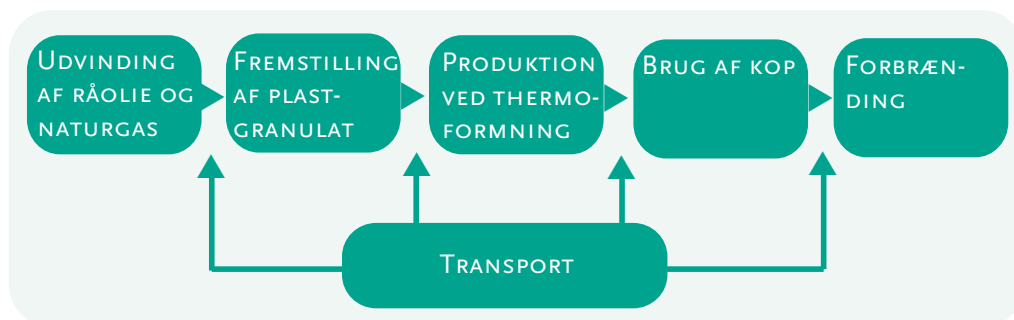 Udvinding
af råolie og
naturgas
Fremstilling
af plast-
granulat
Produktion
ved thermo-
formning
Brug af kop
Forbræn-
ding
Transport